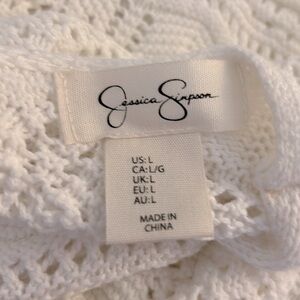 Jessica Simpson
US: L
CA: L/G
UK: L
EU: L
AU: L
MADE IN
CHINA